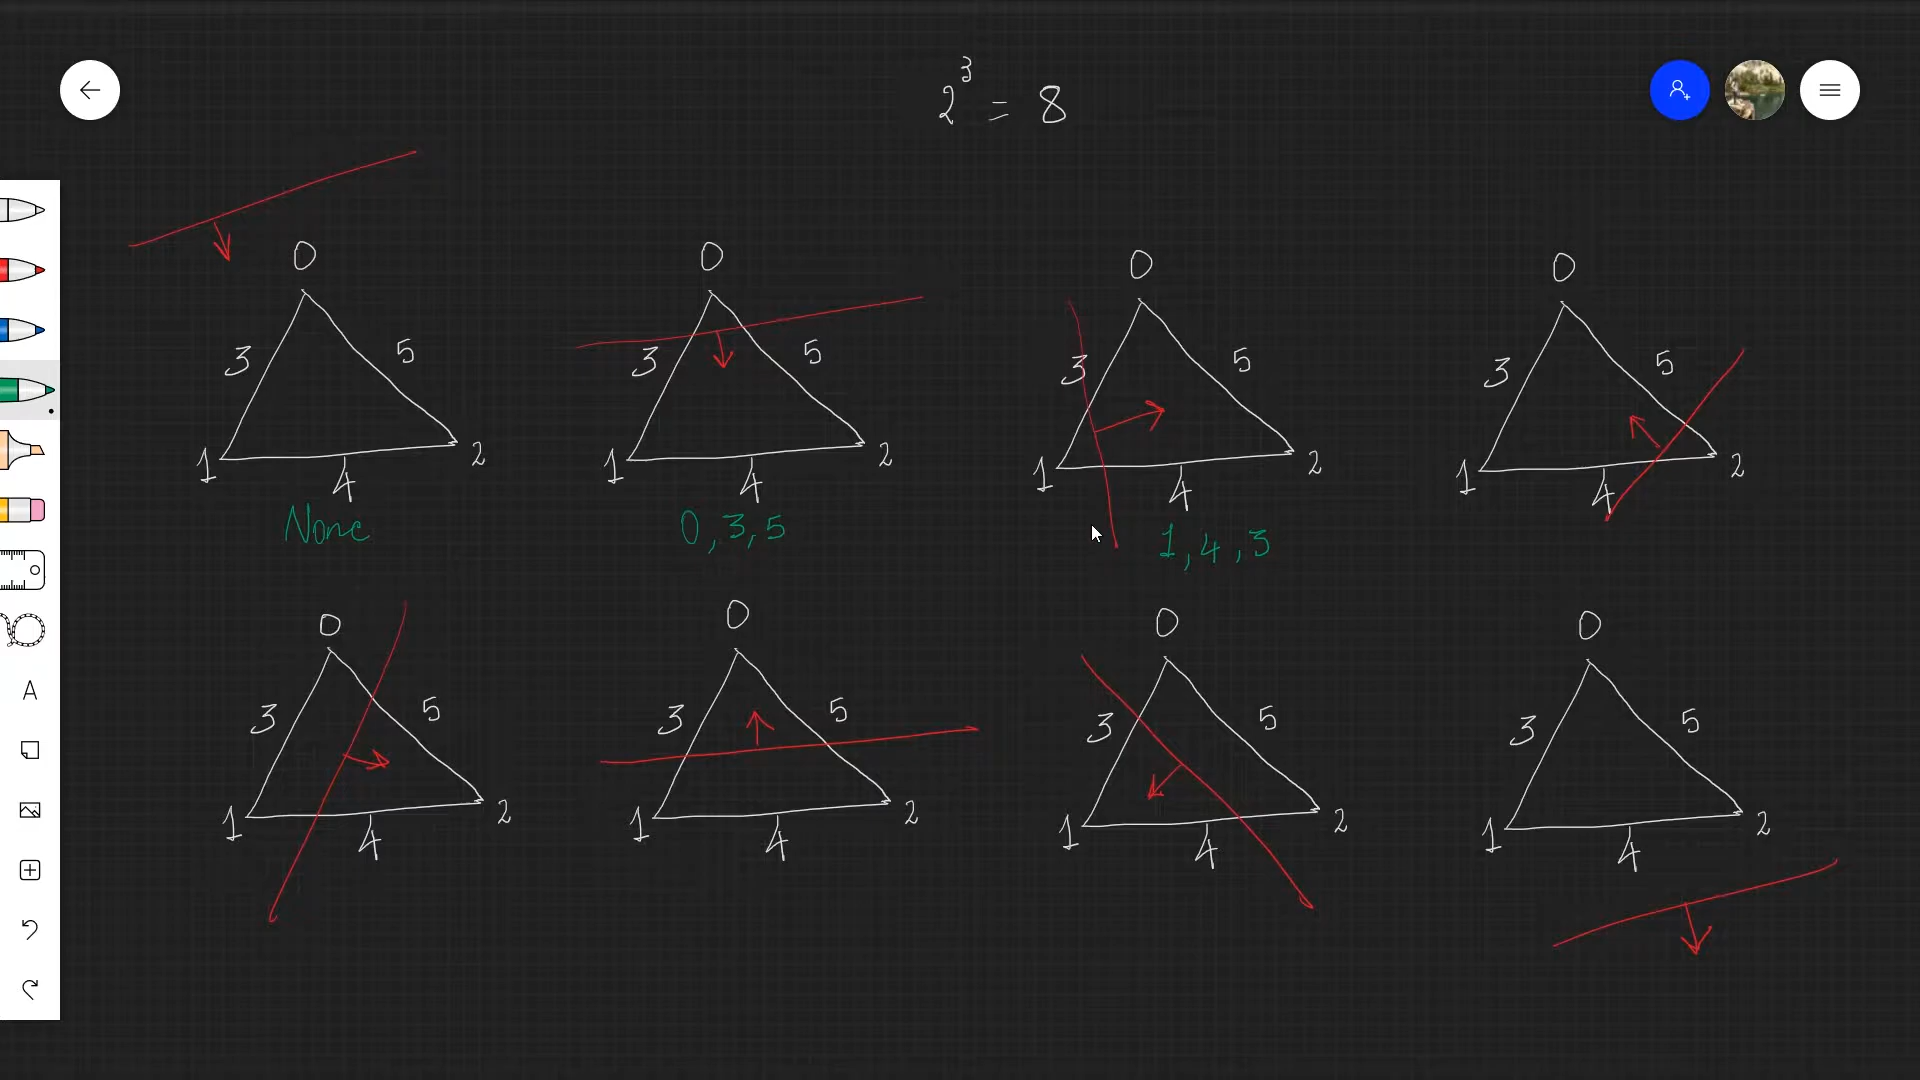 2³ = 8
0 0 0 0
3 5 3 5 3 5 3 5
1 2 1 2 1 2 1 2
4 4 4 4
None 0,3,5 1,4,3
0 0 0 0
3 5 3 5 3 5 3 5
1 2 1 2 1 2 1 2
4 4 4 4
A